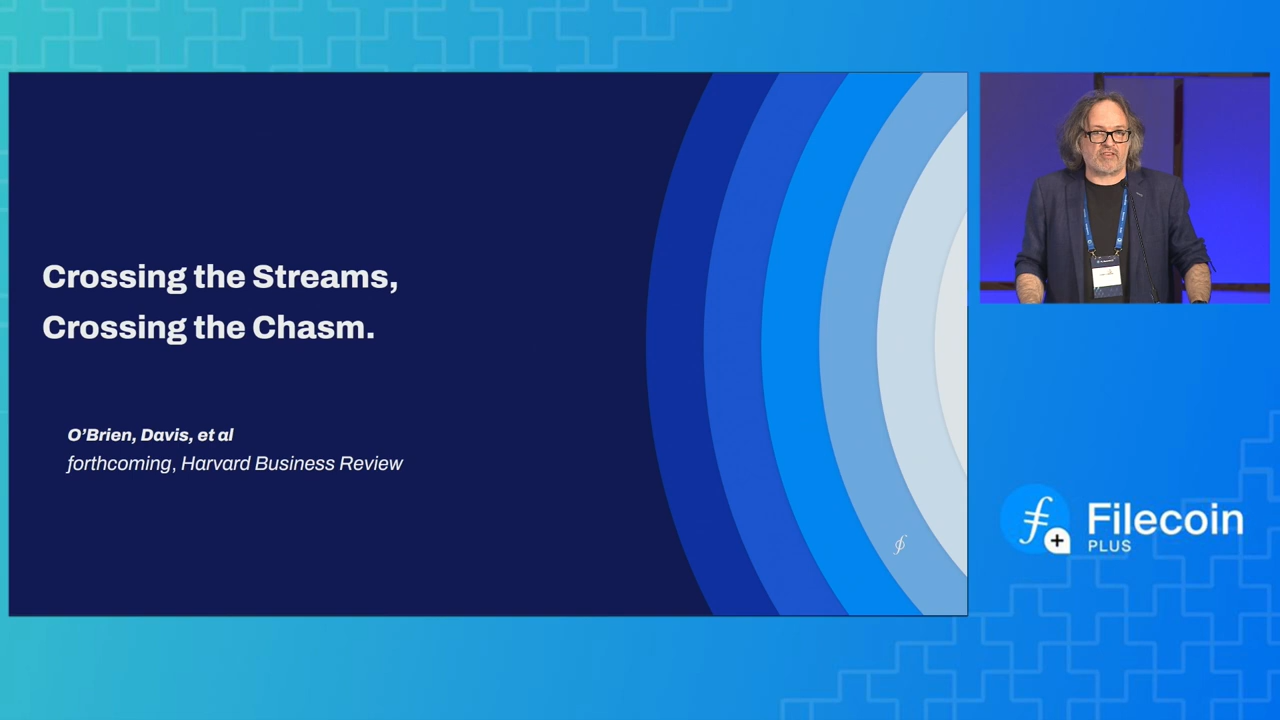 Crossing the Streams,
Crossing the Chasm.
O’Brien, Davis, et al
forthcoming, Harvard Business Review
Filecoin
PLUS